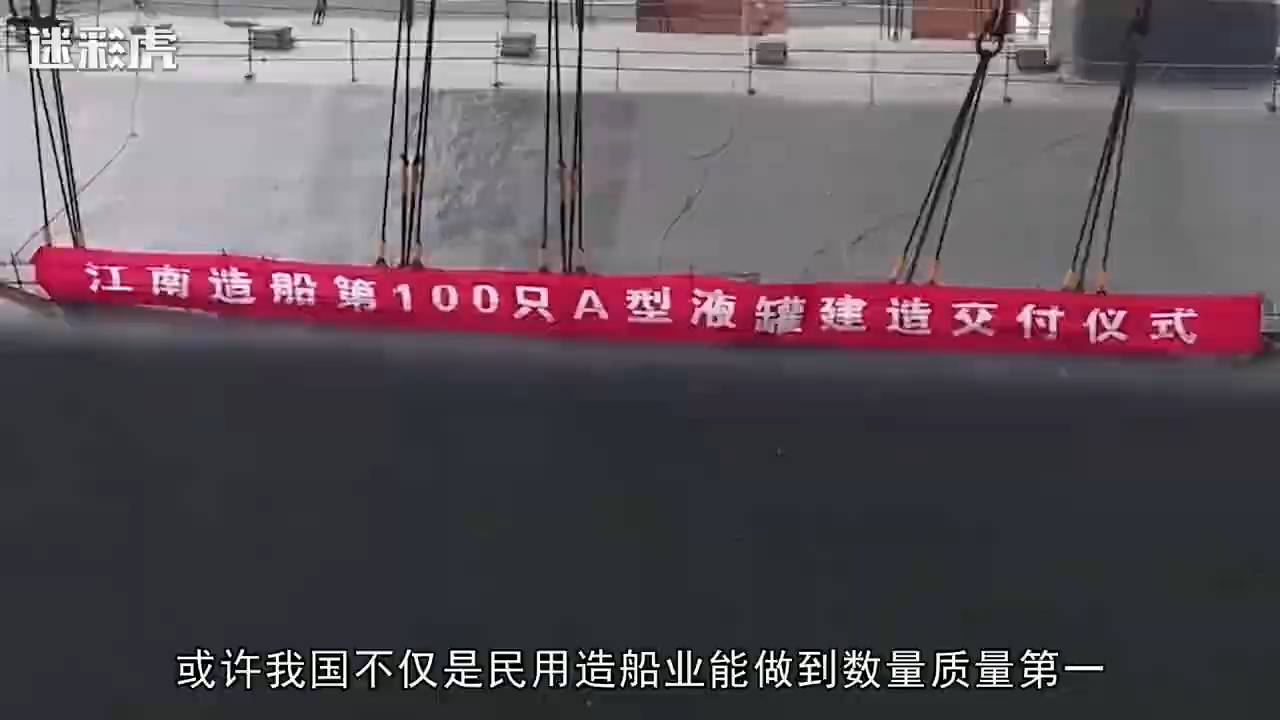 迷彩虎
江南造船第100只A型液罐建造交付仪式
或许我国不仅是民用造船业能做到数量质量第一